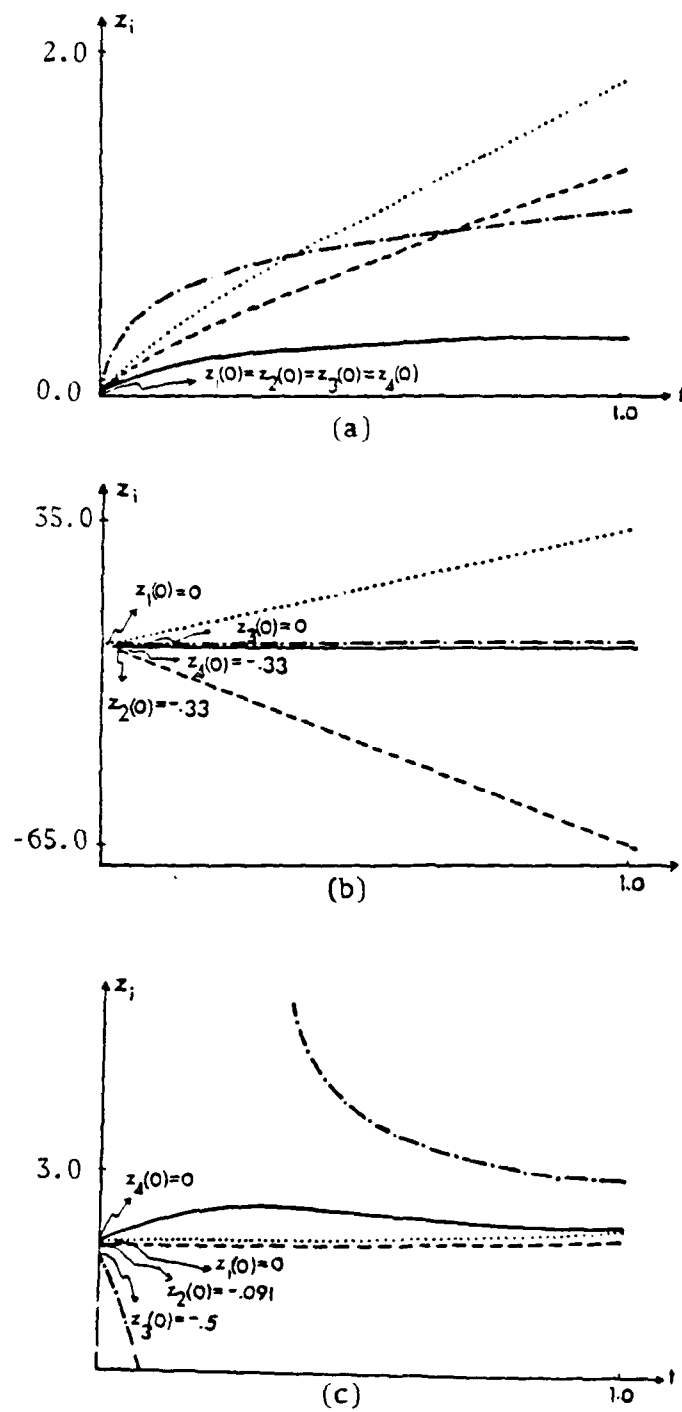 z_i
2.0
z_1(0)=z_2(0)=z_3(0)=z_4(0)
0.0
1.0
t
(a)
z_i
35.0
z_1(0)=0
z_3(0)=0
z_4(0)=-.33
z_2(0)=-.33
-65.0
1.0
(b)
z_i
3.0
z_4(0)=0
z_1(0)=0
z_2(0)=-.091
z_3(0)=-.5
1.0
t
(c)